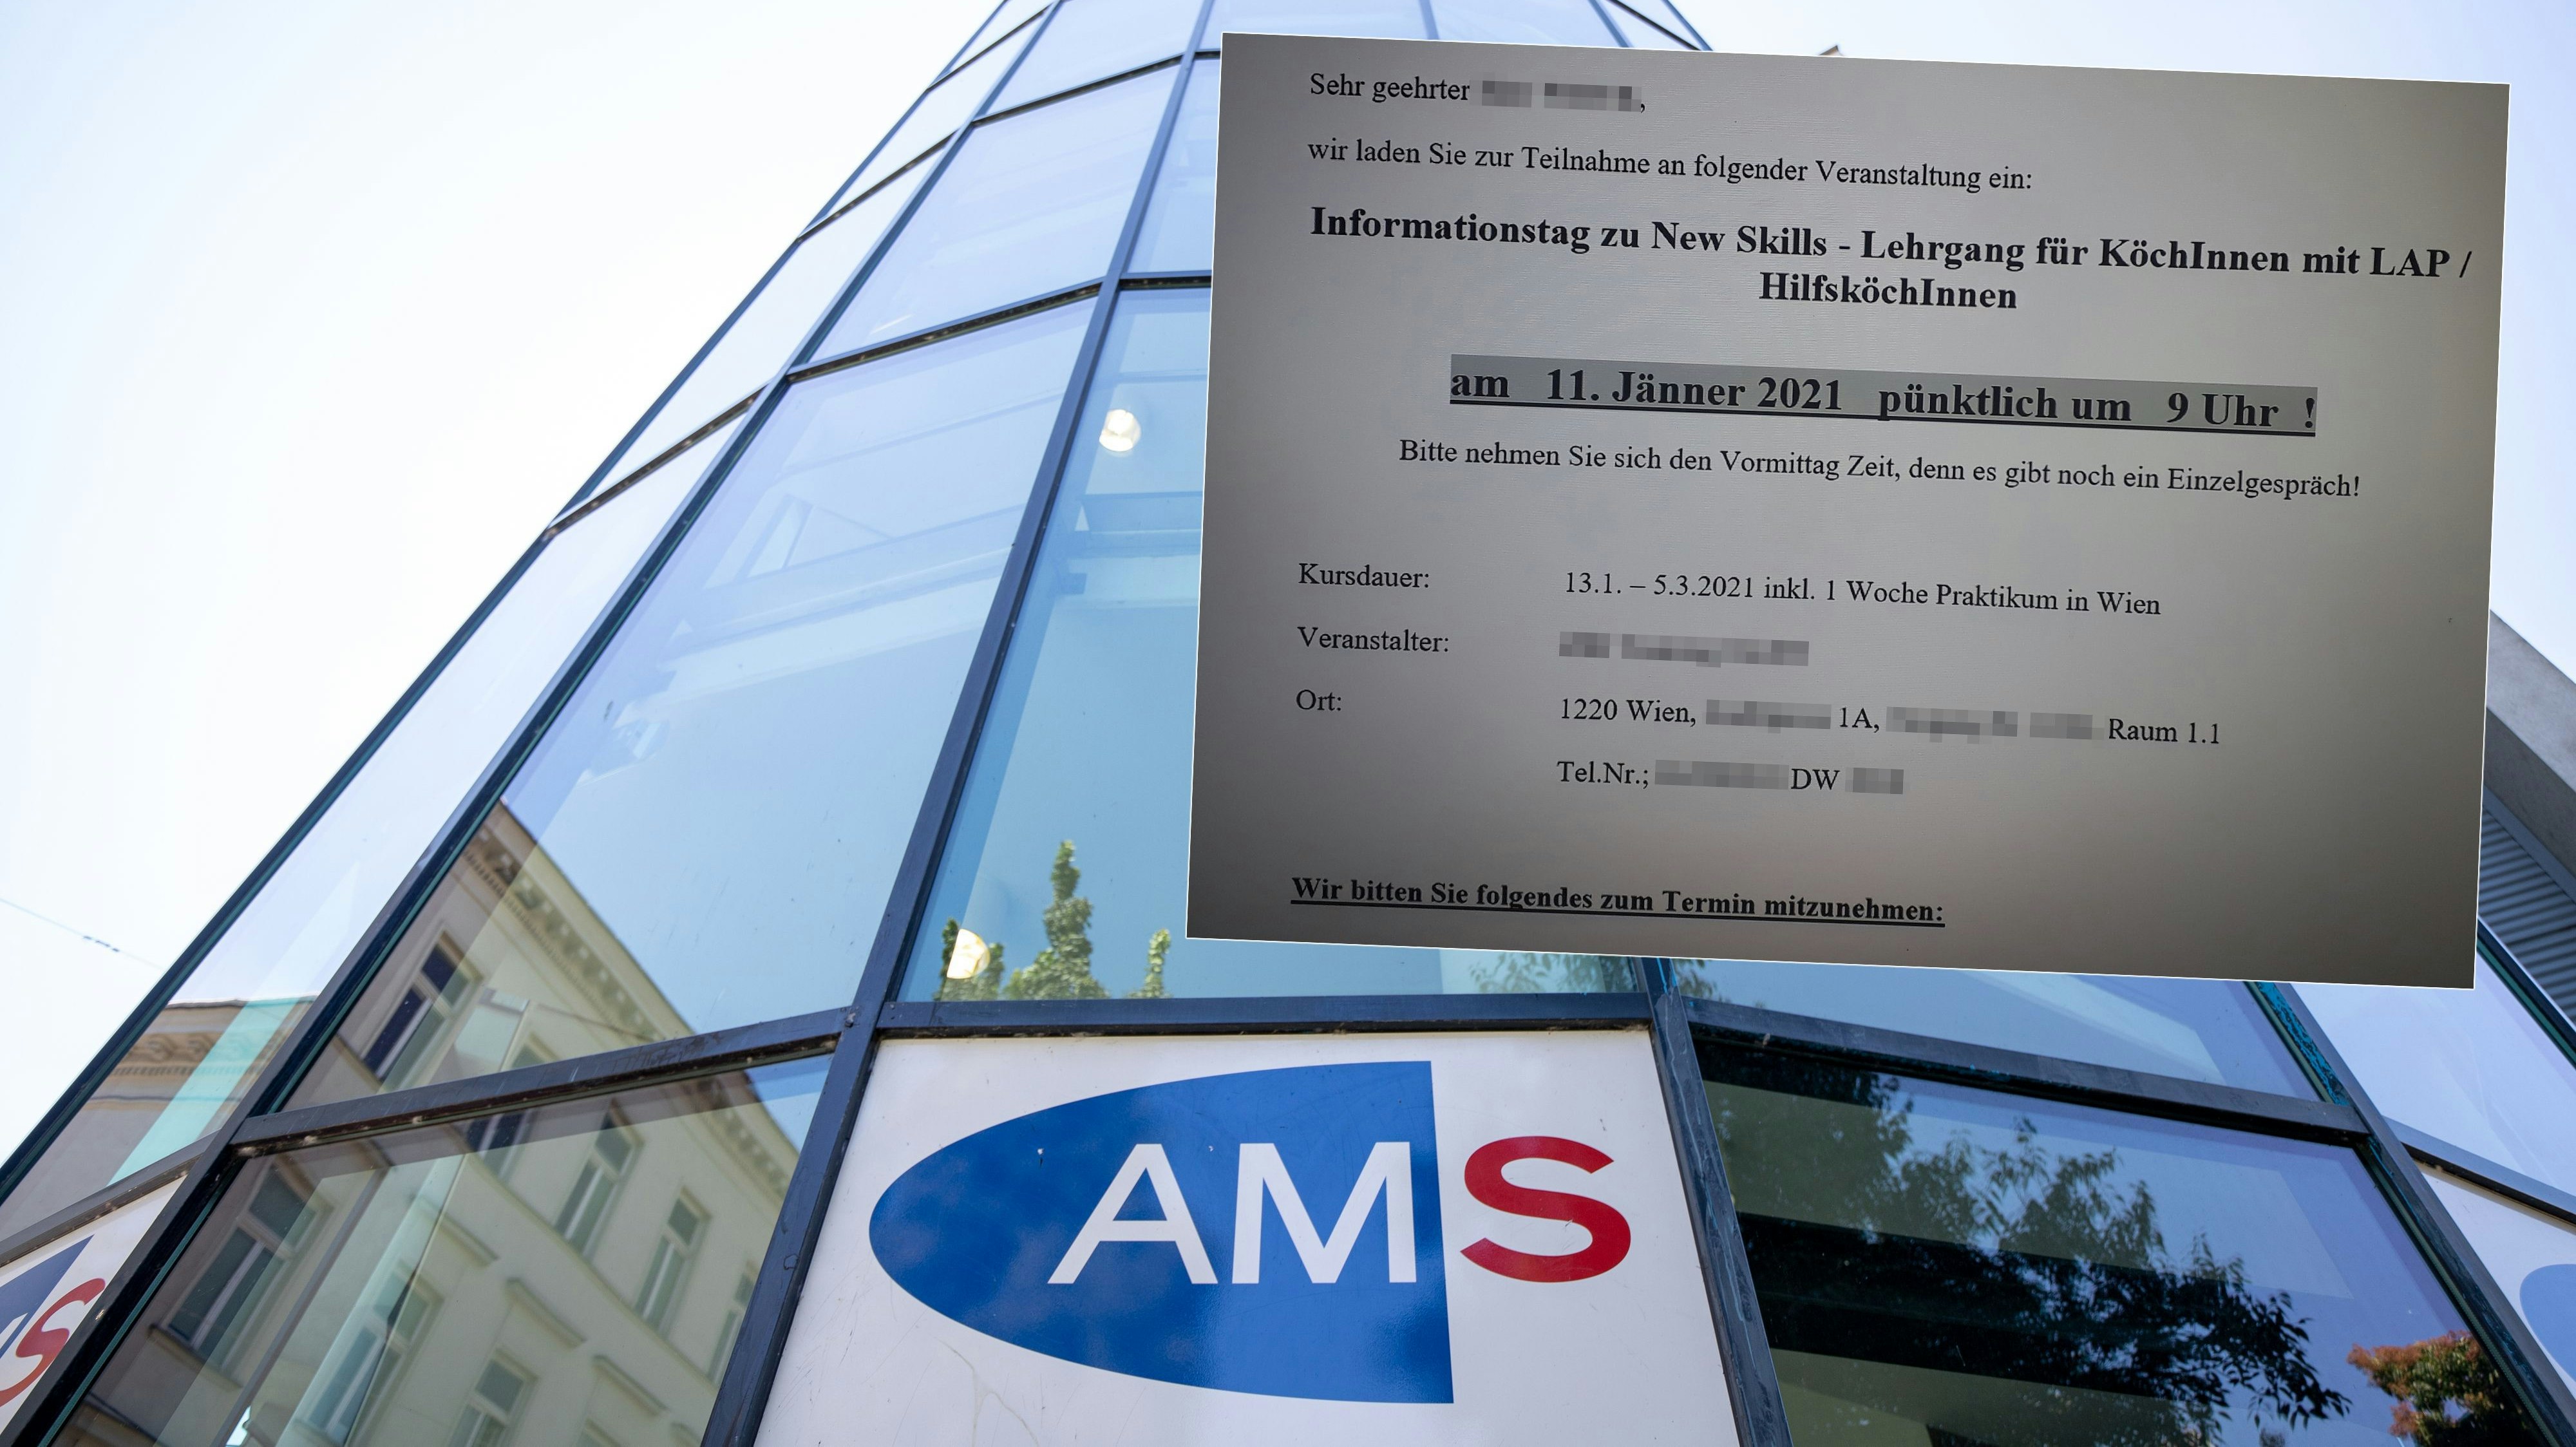 Sehr geehrter ,
wir laden Sie zur Teilnahme an folgender Veranstaltung ein:
Informationstag zu New Skills - Lehrgang für KöchInnen mit LAP /
HilfsköchInnen
am 11. Jänner 2021 pünktlich um 9 Uhr !
Bitte nehmen Sie sich den Vormittag Zeit, denn es gibt noch ein Einzelgespräch!
Kursdauer: 13.1. – 5.3.2021 inkl. 1 Woche Praktikum in Wien
Veranstalter:
Ort: 1220 Wien, 1A, Raum 1.1
Tel.Nr.; DW
Wir bitten Sie folgendes zum Termin mitzunehmen:
AMS
S